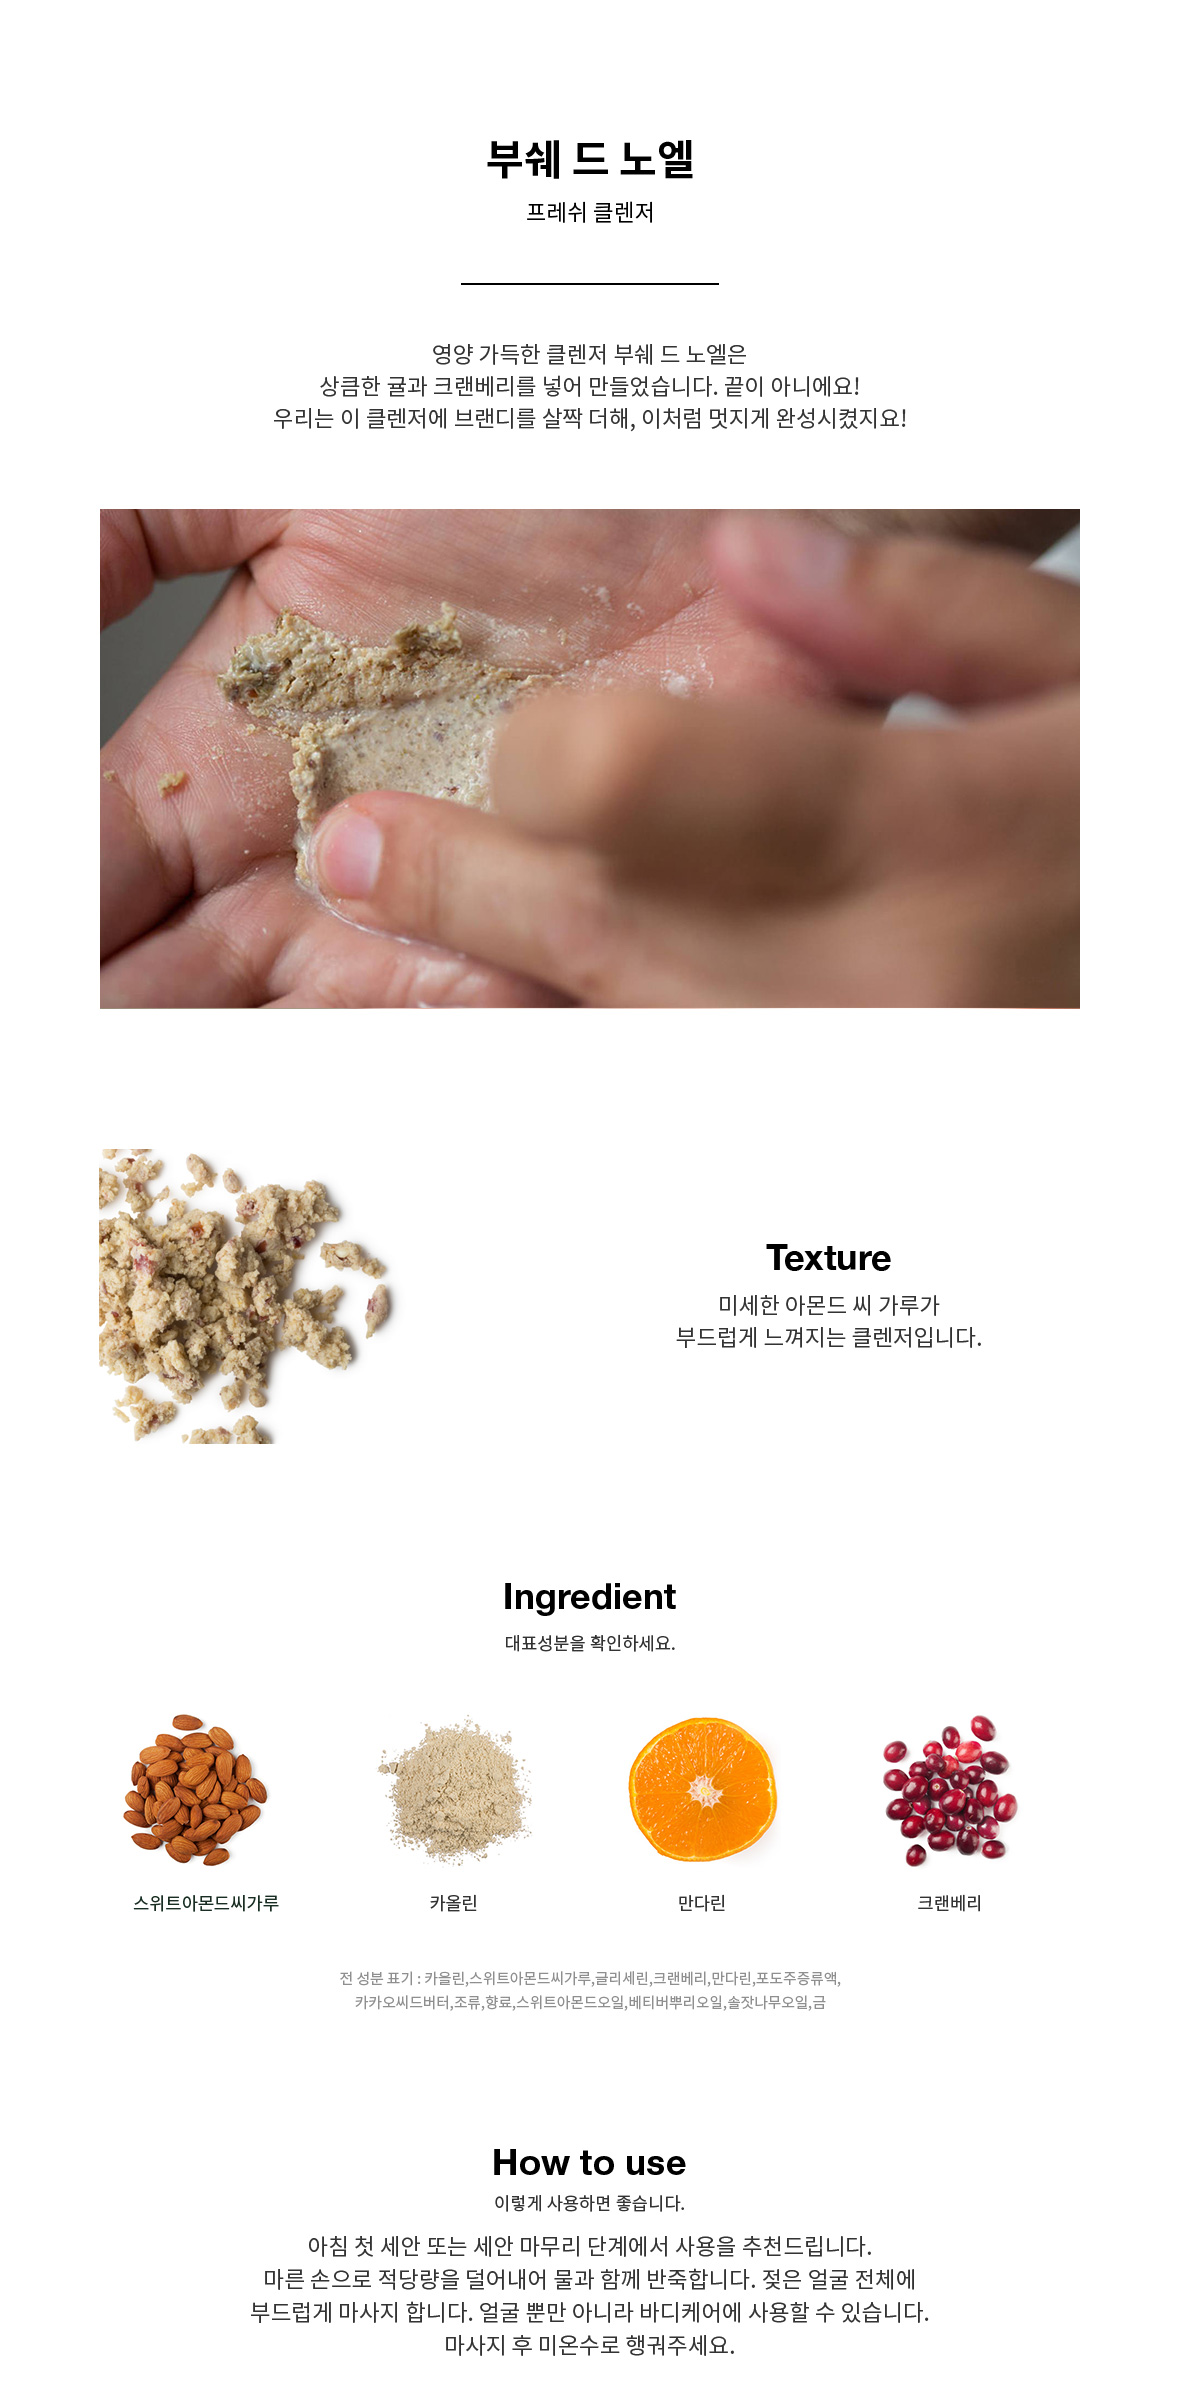 부쉐 드 노엘
프레쉬 클렌저
영양 가득한 클렌저 부쉐 드 노엘은
상큼한 귤과 크랜베리를 넣어 만들었습니다. 끝이 아니에요!
우리는 이 클렌저에 브랜디를 살짝 더해, 이처럼 멋지게 완성시켰지요!
Texture
미세한 아몬드 씨 가루가
부드럽게 느껴지는 클렌저입니다.
Ingredient
대표성분을 확인하세요.
스위트아몬드씨가루
카올린
만다린
크랜베리
전 성분 표기 : 카올린,스위트아몬드씨가루,글리세린,크랜베리,만다린,포도주증류액,
카카오씨드버터,조류,향료,스위트아몬드오일,베티버뿌리오일,솔잣나무오일,금
How to use
이렇게 사용하면 좋습니다.
아침 첫 세안 또는 세안 마무리 단계에서 사용을 추천드립니다.
마른 손으로 적당량을 덜어내어 물과 함께 반죽합니다. 젖은 얼굴 전체에
부드럽게 마사지 합니다. 얼굴 뿐만 아니라 바디케어에 사용할 수 있습니다.
마사지 후 미온수로 행궈주세요.